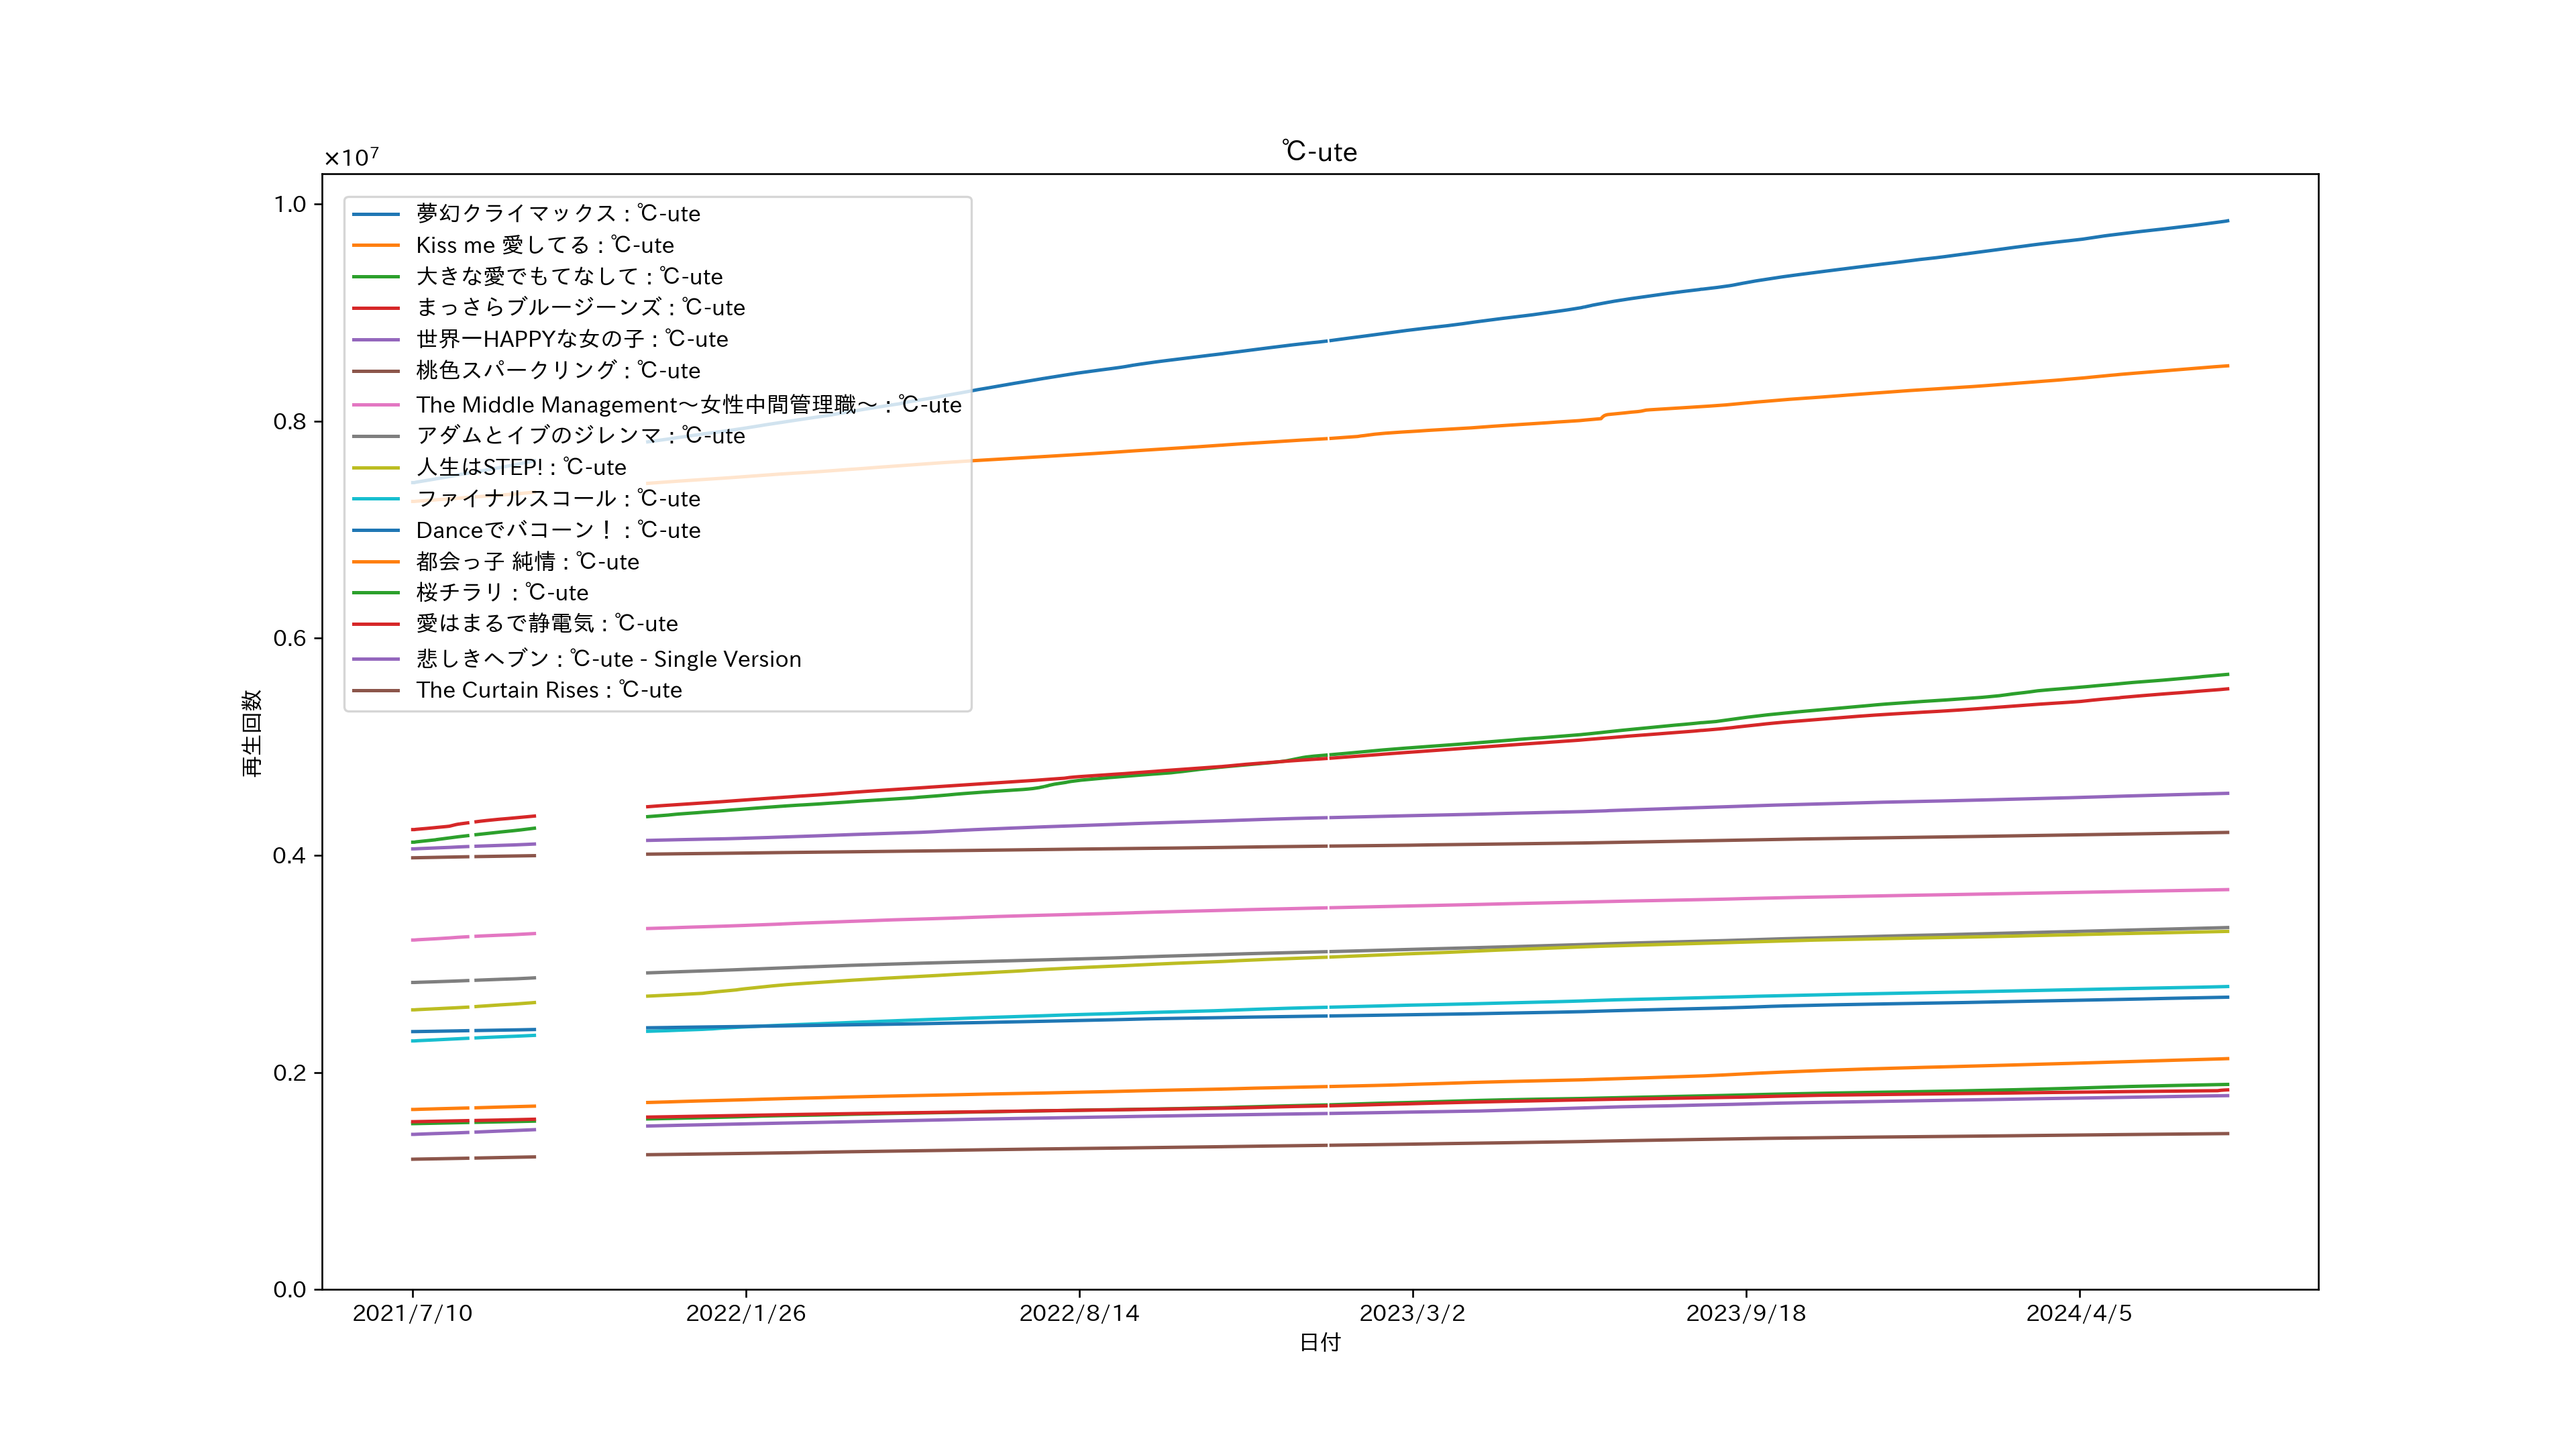 ℃-ute
×10⁷
1.0
0.8
0.6
0.4
0.2
0.0
再生回数
夢幻クライマックス : ℃-ute
Kiss me 愛してる : ℃-ute
大きな愛でもてなして : ℃-ute
まっさらブルージーンズ : ℃-ute
世界一HAPPYな女の子 : ℃-ute
桃色スパークリング : ℃-ute
The Middle Management〜女性中間管理職〜 : ℃-ute
アダムとイブのジレンマ : ℃-ute
人生はSTEP! : ℃-ute
ファイナルスコール : ℃-ute
Danceでバコーン！ : ℃-ute
都会っ子 純情 : ℃-ute
桜チラリ : ℃-ute
愛はまるで静電気 : ℃-ute
悲しきヘブン : ℃-ute - Single Version
The Curtain Rises : ℃-ute
2021/7/10 2022/1/26 2022/8/14 2023/3/2 2023/9/18 2024/4/5
日付